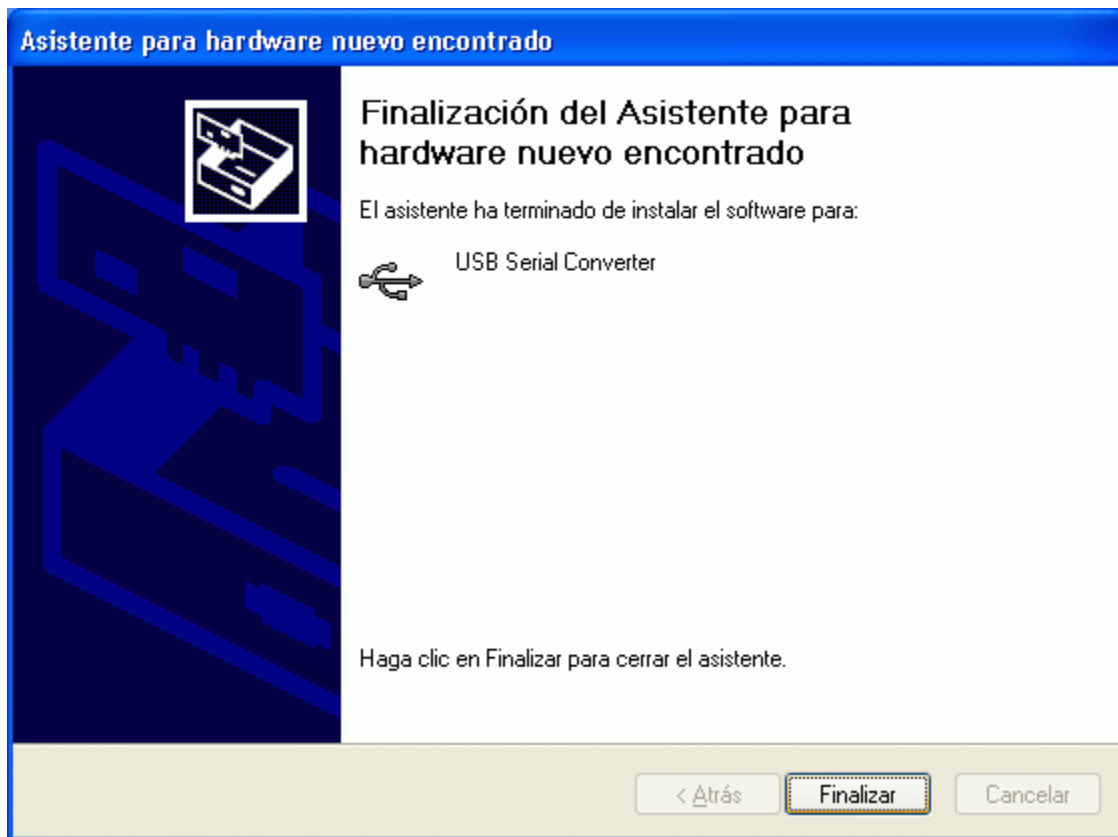 Asistente para hardware nuevo encontrado
Finalización del Asistente para
hardware nuevo encontrado
El asistente ha terminado de instalar el software para:
USB Serial Converter
Haga clic en Finalizar para cerrar el asistente.
< Atrás
Finalizar
Cancelar